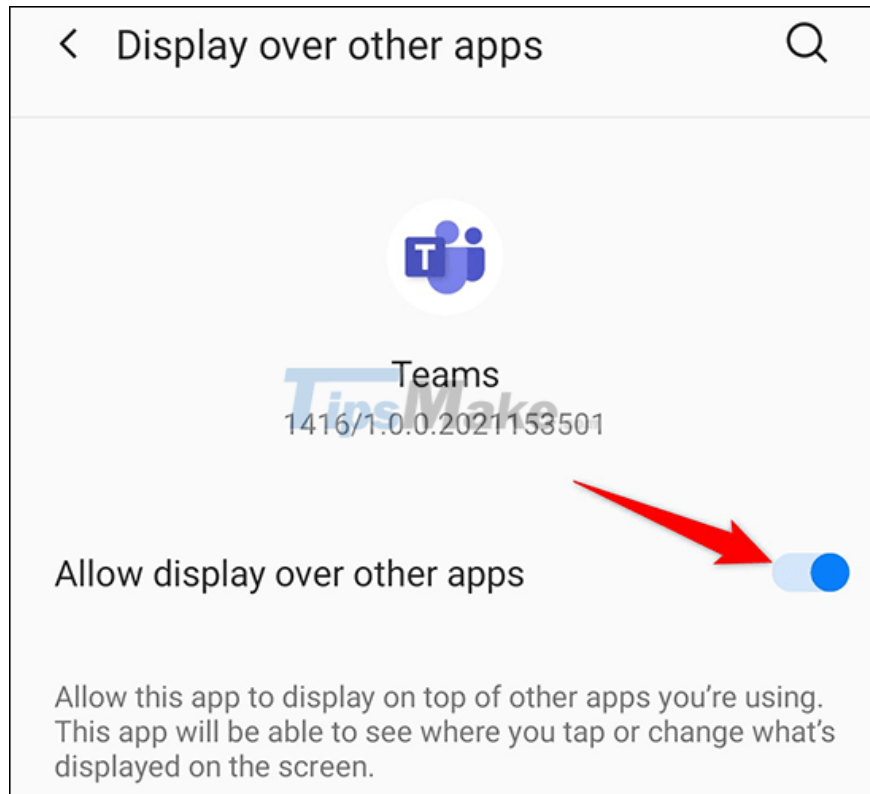 Display over other apps
T
Teams
TipsMake.com
1416/1.0.0.2021153501
Allow display over other apps
Allow this app to display on top of other apps you’re using.
This app will be able to see where you tap or change what’s
displayed on the screen.